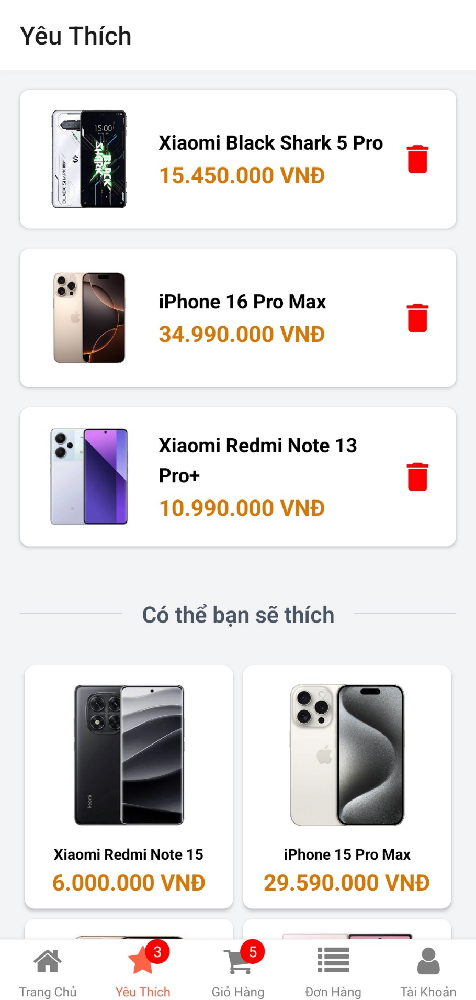 Yêu Thích
15:00
BLACK SHARK
SHARK
BLACK
Xiaomi Black Shark 5 Pro
15.450.000 VNĐ
iPhone 16 Pro Max
34.990.000 VNĐ
Xiaomi Redmi Note 13
Pro+
10.990.000 VNĐ
Có thể bạn sẽ thích
Redmi
Xiaomi Redmi Note 15
6.000.000 VNĐ
iPhone 15 Pro Max
29.590.000 VNĐ
3
5
Trang Chủ
Yêu Thích
Giỏ Hàng
Đơn Hàng
Tài Khoản